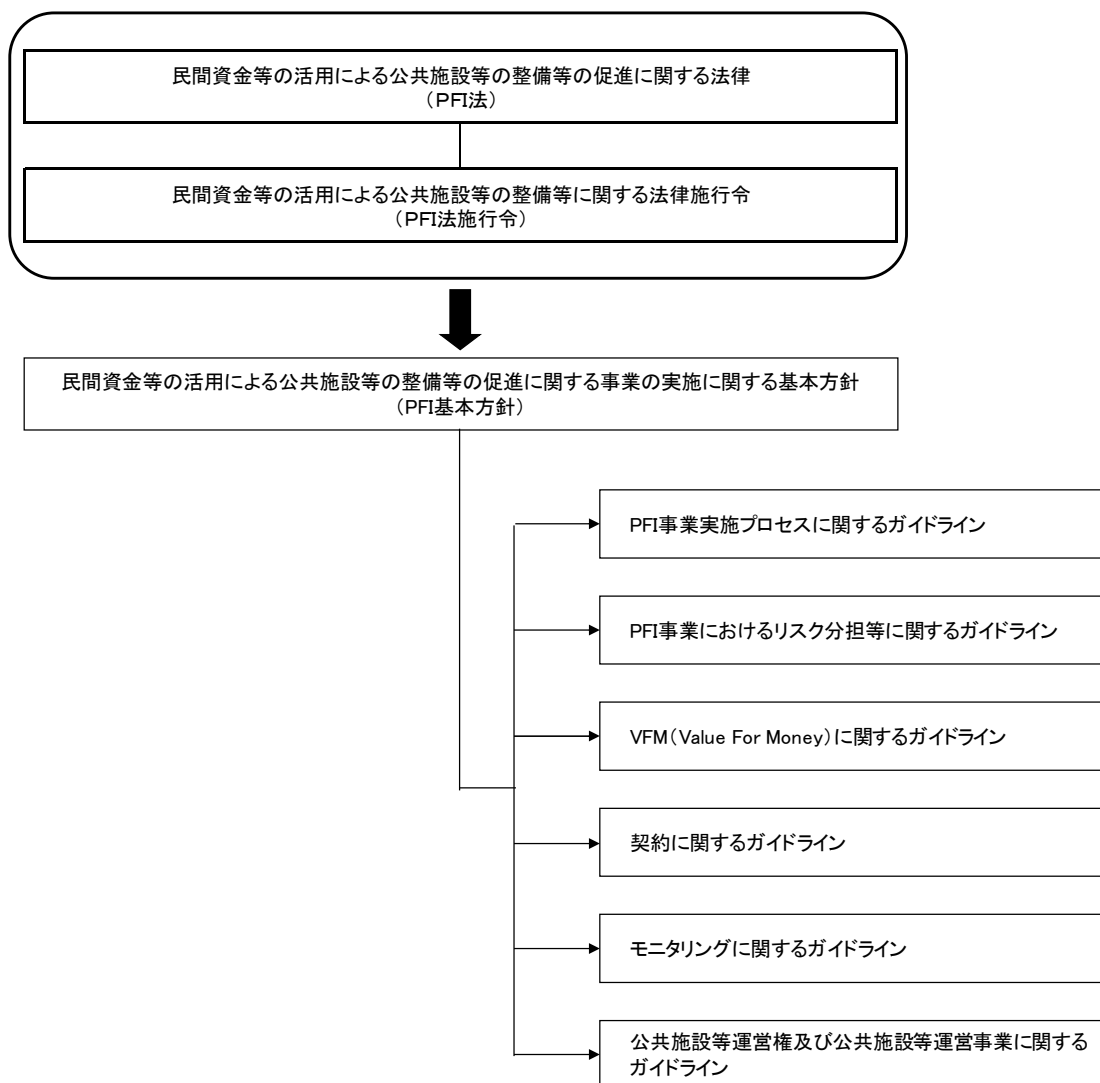 民間資金等の活用による公共施設等の整備等の促進に関する法律
(PFI法)
民間資金等の活用による公共施設等の整備等に関する法律施行令
(PFI法施行令)
民間資金等の活用による公共施設等の整備等の促進に関する事業の実施に関する基本方針
(PFI基本方針)
PFI事業実施プロセスに関するガイドライン
PFI事業におけるリスク分担等に関するガイドライン
VFM(Value For Money)に関するガイドライン
契約に関するガイドライン
モニタリングに関するガイドライン
公共施設等運営権及び公共施設等運営事業に関する
ガイドライン